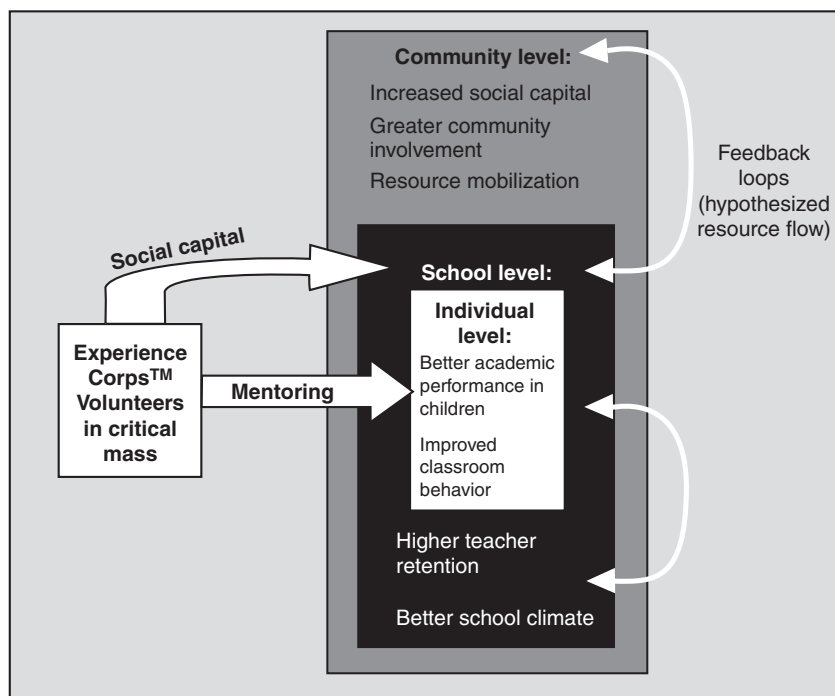 Community level:
Increased social capital
Greater community
involvement
Resource mobilization
Feedback
loops
(hypothesized
resource flow)
Social capital
School level:
Individual
level:
Better academic
performance in
children
Improved
classroom
behavior
Experience
Corps™
Volunteers
in critical
mass
Mentoring
Higher teacher
retention
Better school climate